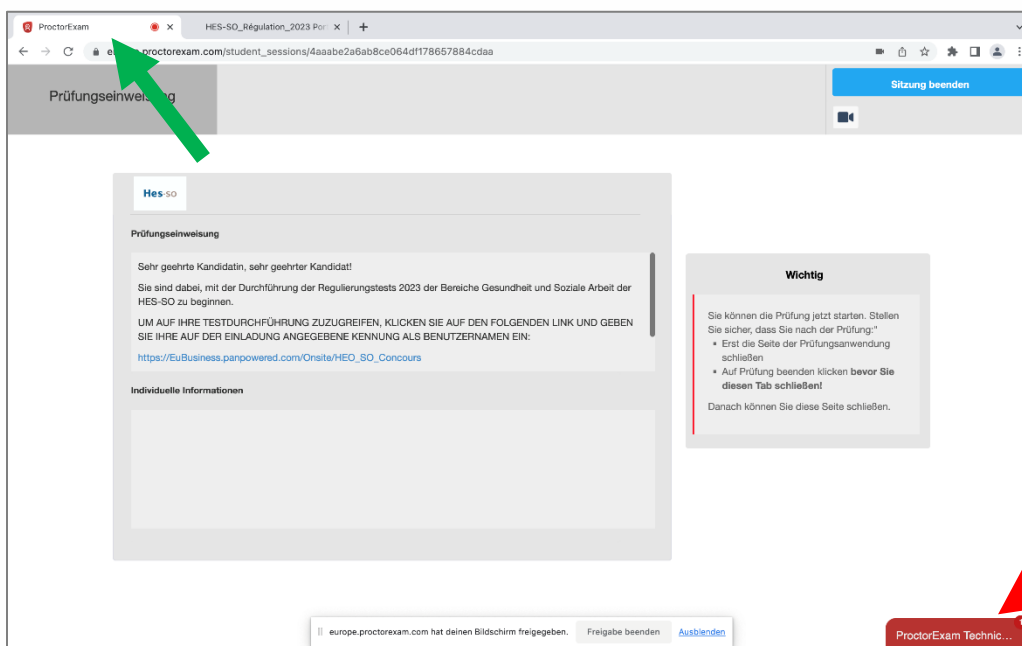 ProctorExam
HES-SO_Régulation_2023 Por
proctorexam.com/student_sessions/4aaabe2a6ab8ce064df178657884cdaa
Prüfungseinweisung
Sitzung beenden
Hes·so
Prüfungseinweisung
Sehr geehrte Kandidatin, sehr geehrter Kandidat!
Sie sind dabei, mit der Durchführung der Regulierungstests 2023 der Bereiche Gesundheit und Soziale Arbeit der
HES-SO zu beginnen.
UM AUF IHRE TESTDURCHFÜHRUNG ZUZUGREIFEN, KLICKEN SIE AUF DEN FOLGENDEN LINK UND GEBEN
SIE IHRE AUF DER EINLADUNG ANGEGEBENE KENNUNG ALS BENUTZERNAMEN EIN:
https://EuBusiness.panpowered.com/Onsite/HEO_SO_Concours
Individuelle Informationen
Wichtig
Sie können die Prüfung jetzt starten. Stellen
Sie sicher, dass Sie nach der Prüfung:"
▪ Erst die Seite der Prüfungsanwendung
schließen
▪ Auf Prüfung beenden klicken bevor Sie
diesen Tab schließen!
Danach können Sie diese Seite schließen.
europe.proctorexam.com hat deinen Bildschirm freigegeben.
Freigabe beenden
Ausblenden
ProctorExam Technic...